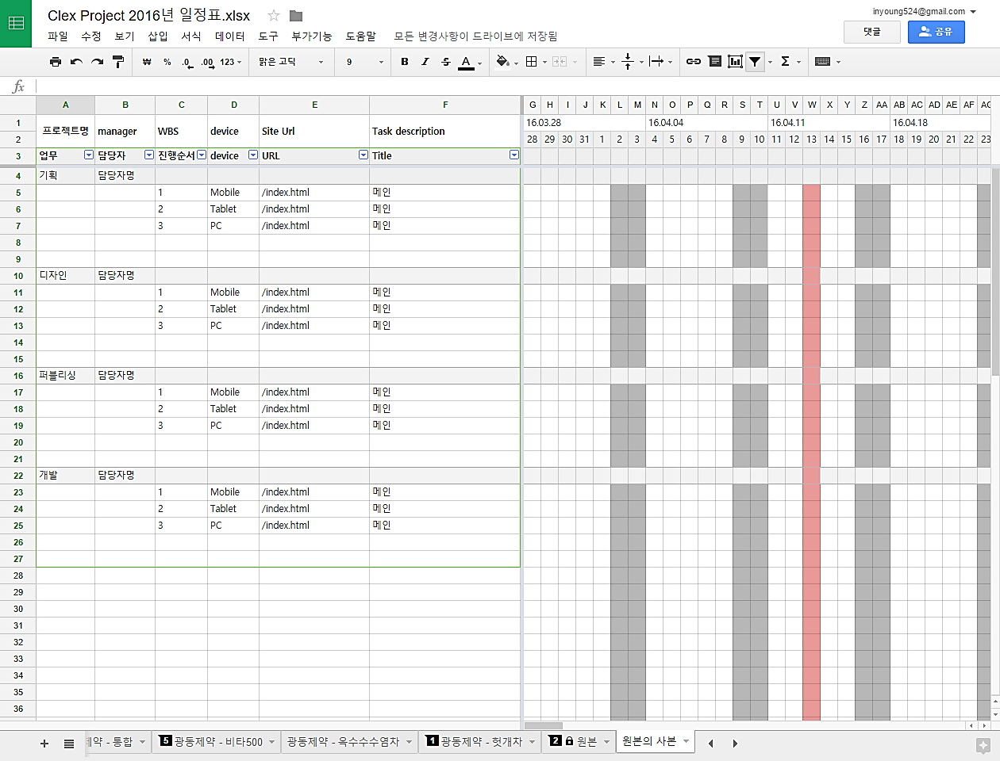 Clex Project 2016년 일정표.xlsx
inyoung524@gmail.com
파일 수정 보기 삽입 서식 데이터 도구 부가기능 도움말 모든 변경사항이 드라이브에 저장됨
댓글 공유
₩ % .0 .00 123 맑은 고딕 9 B I S A Σ
fx
A B C D E F G H I J K L M N O P Q R S T U V W X Y Z AA AB AC AD AE AF AG
1 프로젝트명 manager WBS device Site Url Task description 16.03.28 16.04.04 16.04.11 16.04.18
2 28 29 30 31 1 2 3 4 5 6 7 8 9 10 11 12 13 14 15 16 17 18 19 20 21 22 23
3 업무 담당자 진행순서 device URL Title
4 기획 담당자명
5 1 Mobile /index.html 메인
6 2 Tablet /index.html 메인
7 3 PC /index.html 메인
8
9
10 디자인 담당자명
11 1 Mobile /index.html 메인
12 2 Tablet /index.html 메인
13 3 PC /index.html 메인
14
15
16 퍼블리싱 담당자명
17 1 Mobile /index.html 메인
18 2 Tablet /index.html 메인
19 3 PC /index.html 메인
20
21
22 개발 담당자명
23 1 Mobile /index.html 메인
24 2 Tablet /index.html 메인
25 3 PC /index.html 메인
26
27
28
29
30
31
32
33
34
35
36
제약 - 통합 5 광동제약 - 비타500 광동제약 - 옥수수수염차 1 광동제약 - 헛개차 2 원본 원본의 사본